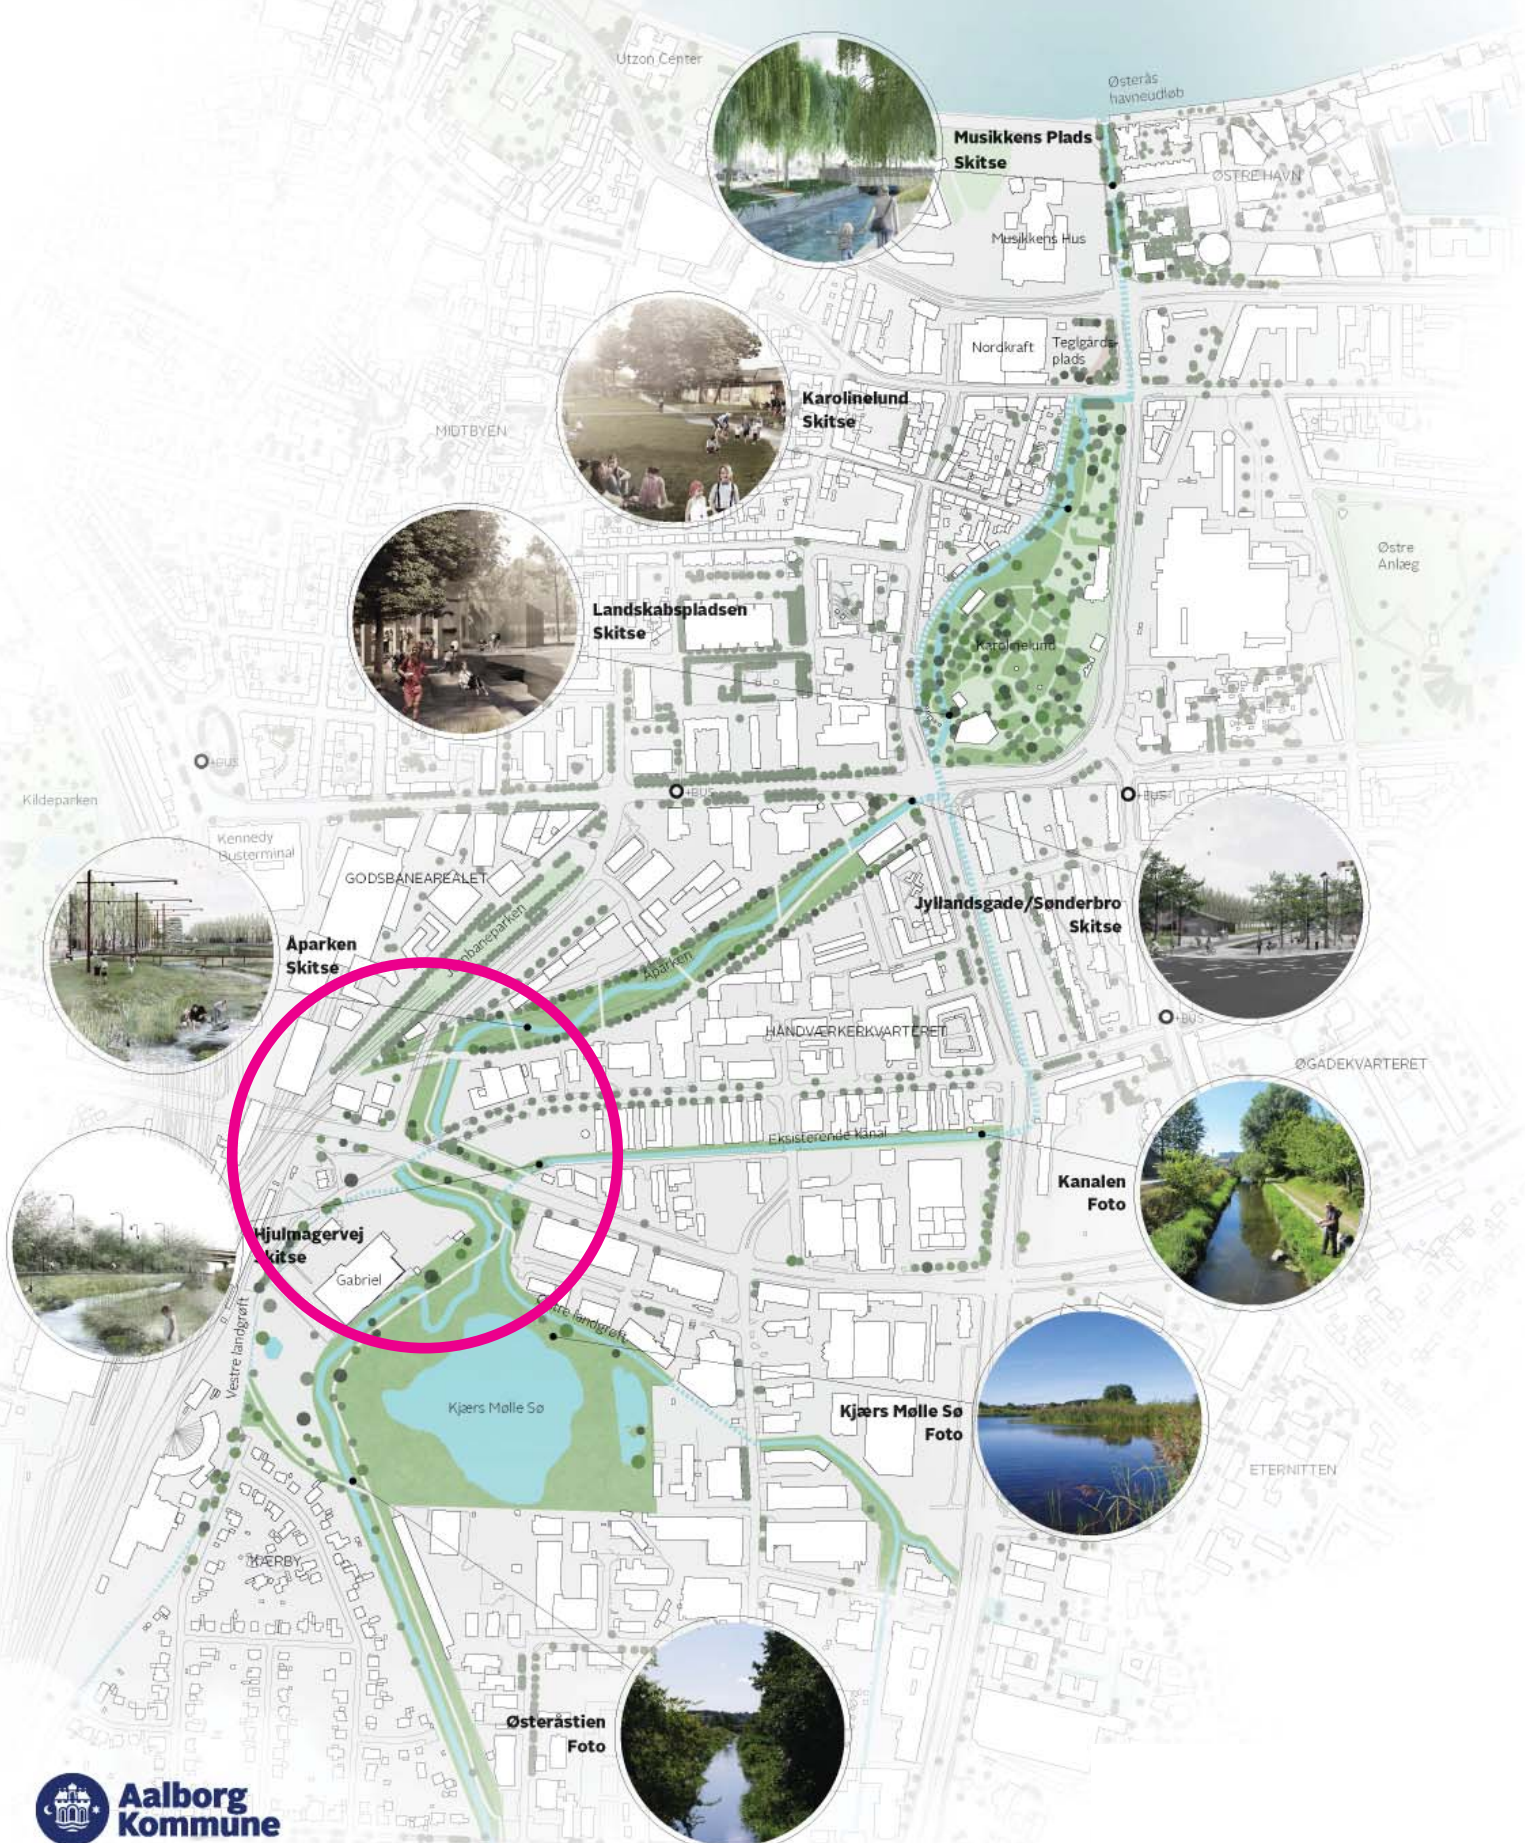 Utzon Center
Østerås
havneudløb
Musikkens Plads
Skitse
ØSTRE HAVN
Musikkens Hus
Nordkraft
Teglgårds-
plads
Karolinelund
Skitse
MIDTBYEN
Østre
Anlæg
Landskabspladsen
Skitse
Karolinelund
+BUS
+BUS
+BUS
Kildeparken
Kennedy
Busterminal
GODSBANEAREALET
Jernbaneparken
Jyllandsgade/Sønderbro
Skitse
Åparken
Skitse
Åparken
+BUS
HÅNDVÆRKERKVARTERET
ØGADEKVARTERET
Eksisterende Kanal
Kanalen
Foto
Hjulmagervej
Skitse
Gabriel
Østre landgrøft
Vestre landgrøft
Kjærs Mølle Sø
Kjærs Mølle Sø
Foto
ETERNITTEN
KÆRBY
Østeråstien
Foto
Aalborg
Kommune